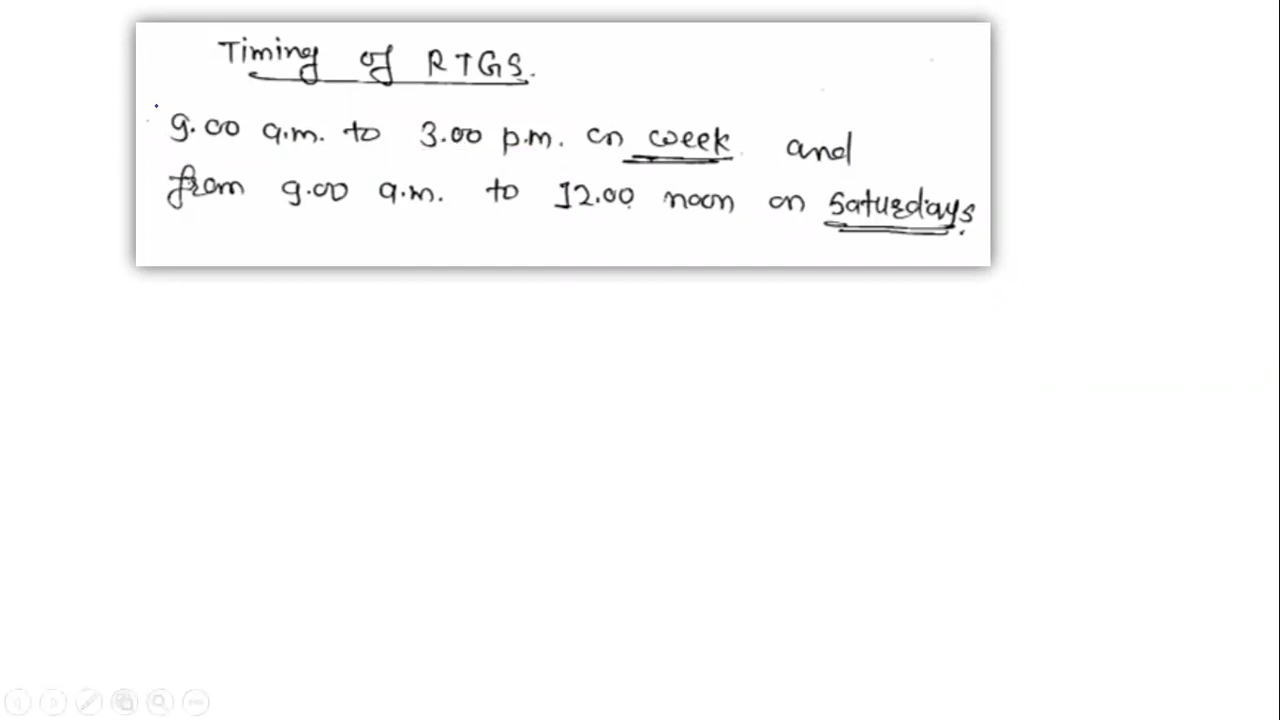 Timing of RTGS.
9.00 a.m. to 3.00 p.m. on week and
from 9.00 a.m. to 12.00 noon on Saturdays.